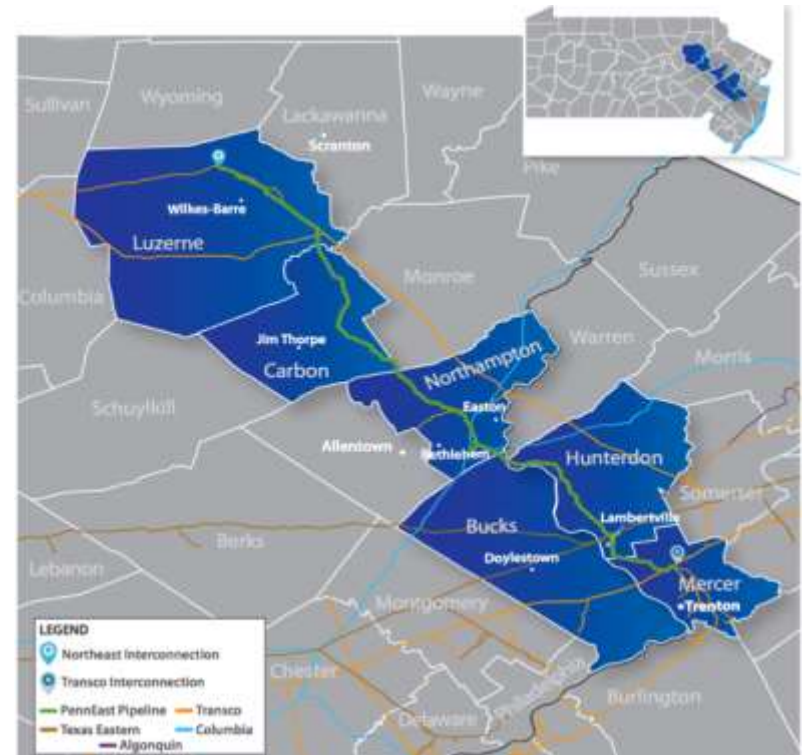 Sullivan
Wyoming
Lackawanna
Wayne
Scranton
Pike
Wilkes-Barre
Luzerne
Columbia
Monroe
Sussex
Warren
Morris
Jim Thorpe
Carbon
Northampton
Schuylkill
Easton
Allentown
Bethlehem
Hunterdon
Somerset
Lambertville
Bucks
Berks
Doylestown
Lebanon
Mercer
Trenton
Montgomery
Chester
Philadelphia
Delaware
Burlington
LEGEND
Northeast Interconnection
Transco Interconnection
PennEast Pipeline
Transco
Texas Eastern
Columbia
Algonquin